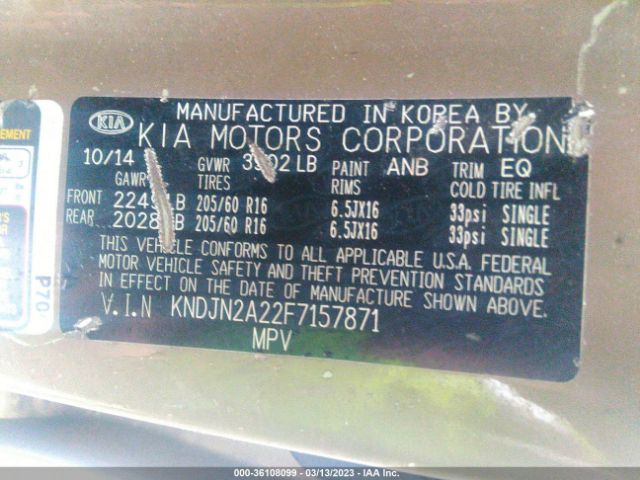 MANUFACTURED IN KOREA BY
KIA KIA MOTORS CORPORATION
10/14 GVWR LB PAINT ANB TRIM EQ
TIRES RIMS COLD TIRE INFL
FRONT 205/60 R16 6.5JX16 33psi SINGLE
REAR 205/60 R16 6.5JX16 33psi SINGLE
THIS VEHICLE CONFORMS TO ALL APPLICABLE U.S.A. FEDERAL
MOTOR VEHICLE SAFETY AND THEFT PREVENTION STANDARDS
IN EFFECT ON THE DATE OF MANUFACTURE SHOWN ABOVE.
V.I.N KNDJN2A22F7157871
MPV
P70
000-36108099 - 03/13/2023 - IAA Inc.